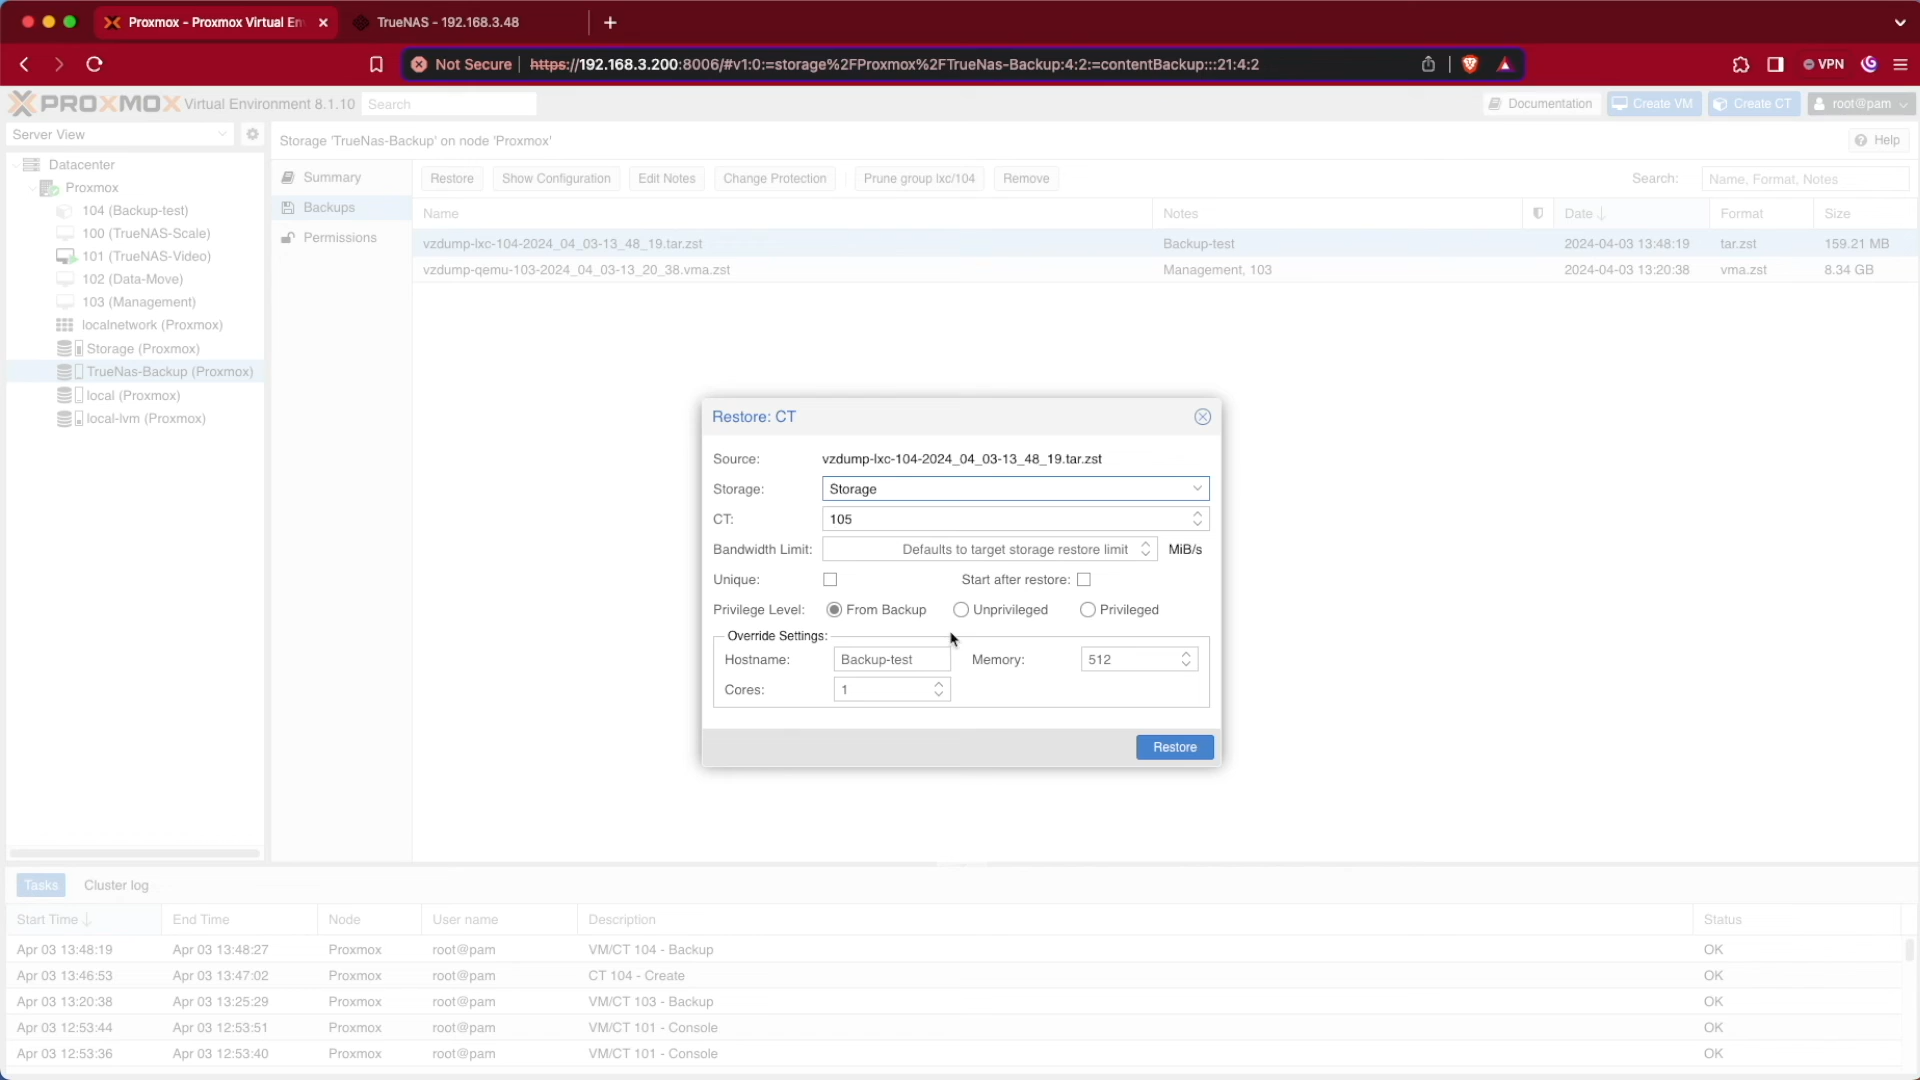 Proxmox - Proxmox Virtual En
TrueNAS - 192.168.3.48
Not Secure https://192.168.3.200:8006/#v1:0:=storage%2FProxmox%2FTrueNas-Backup:4:2:=contentBackup:::21:4:2
VPN
PROXMOX Virtual Environment 8.1.10 Search
Documentation Create VM Create CT root@pam
Server View
Storage 'TrueNas-Backup' on node 'Proxmox'
Help
Datacenter
Proxmox
104 (Backup-test)
100 (TrueNAS-Scale)
101 (TrueNAS-Video)
102 (Data-Move)
103 (Management)
localnetwork (Proxmox)
Storage (Proxmox)
TrueNas-Backup (Proxmox)
local (Proxmox)
local-lvm (Proxmox)
Summary
Backups
Permissions
Restore Show Configuration Edit Notes Change Protection Prune group lxc/104 Remove Search: Name, Format, Notes
Name Notes Date Format Size
vzdump-lxc-104-2024_04_03-13_48_19.tar.zst Backup-test 2024-04-03 13:48:19 tar.zst 159.21 MB
vzdump-qemu-103-2024_04_03-13_20_38.vma.zst Management, 103 2024-04-03 13:20:38 vma.zst 8.34 GB
Restore: CT
Source: vzdump-lxc-104-2024_04_03-13_48_19.tar.zst
Storage: Storage
CT: 105
Bandwidth Limit: Defaults to target storage restore limit MiB/s
Unique: Start after restore:
Privilege Level: From Backup Unprivileged Privileged
Override Settings:
Hostname: Backup-test Memory: 512
Cores: 1
Restore
Tasks Cluster log
Start Time End Time Node User name Description Status
Apr 03 13:48:19 Apr 03 13:48:27 Proxmox root@pam VM/CT 104 - Backup OK
Apr 03 13:46:53 Apr 03 13:47:02 Proxmox root@pam CT 104 - Create OK
Apr 03 13:20:38 Apr 03 13:25:29 Proxmox root@pam VM/CT 103 - Backup OK
Apr 03 12:53:44 Apr 03 12:53:51 Proxmox root@pam VM/CT 101 - Console OK
Apr 03 12:53:36 Apr 03 12:53:40 Proxmox root@pam VM/CT 101 - Console OK